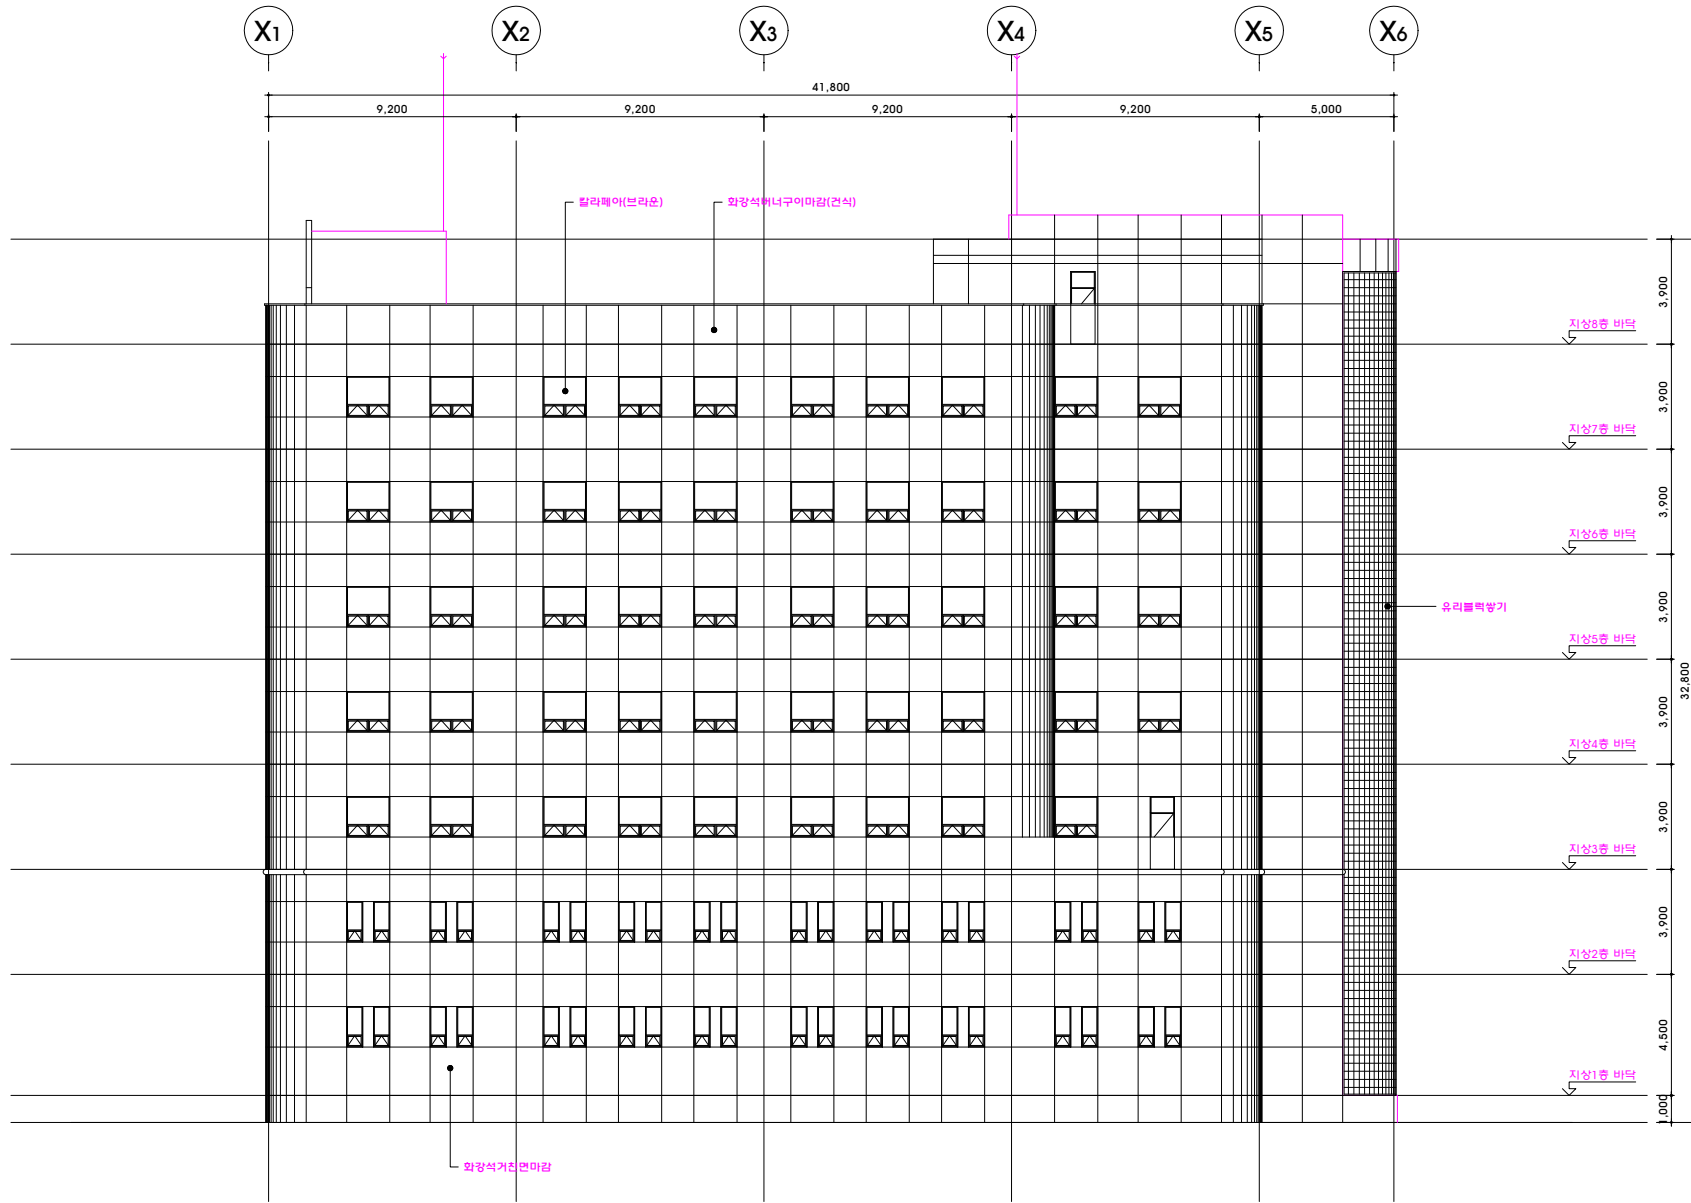 X1 X2 X3 X4 X5 X6
41,800
9,200 9,200 9,200 9,200 5,000
칼라페아(브라운) 화강석버너구이마감(건식)
3,900
지상8층 바닥
3,900
지상7층 바닥
3,900
지상6층 바닥
3,900
유리블럭쌓기
지상5층 바닥
32,800
3,900
지상4층 바닥
3,900
지상3층 바닥
3,900
지상2층 바닥
4,500
지상1층 바닥
1,000
화강석거친면마감